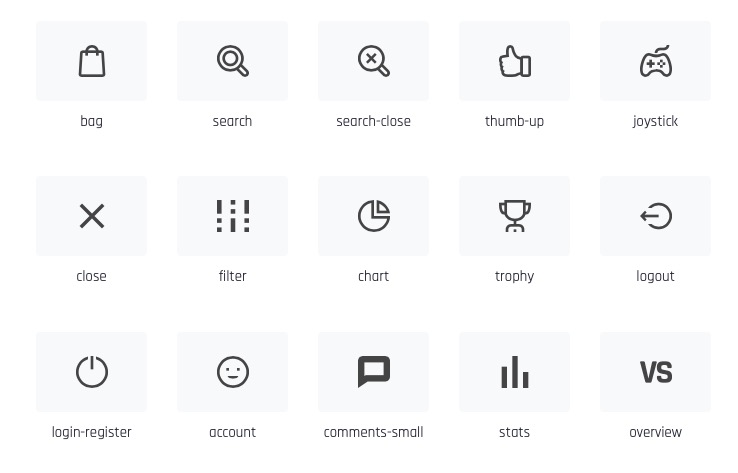 bag
search
search-close
thumb-up
joystick
close
filter
chart
trophy
logout
VS
login-register
account
comments-small
stats
overview